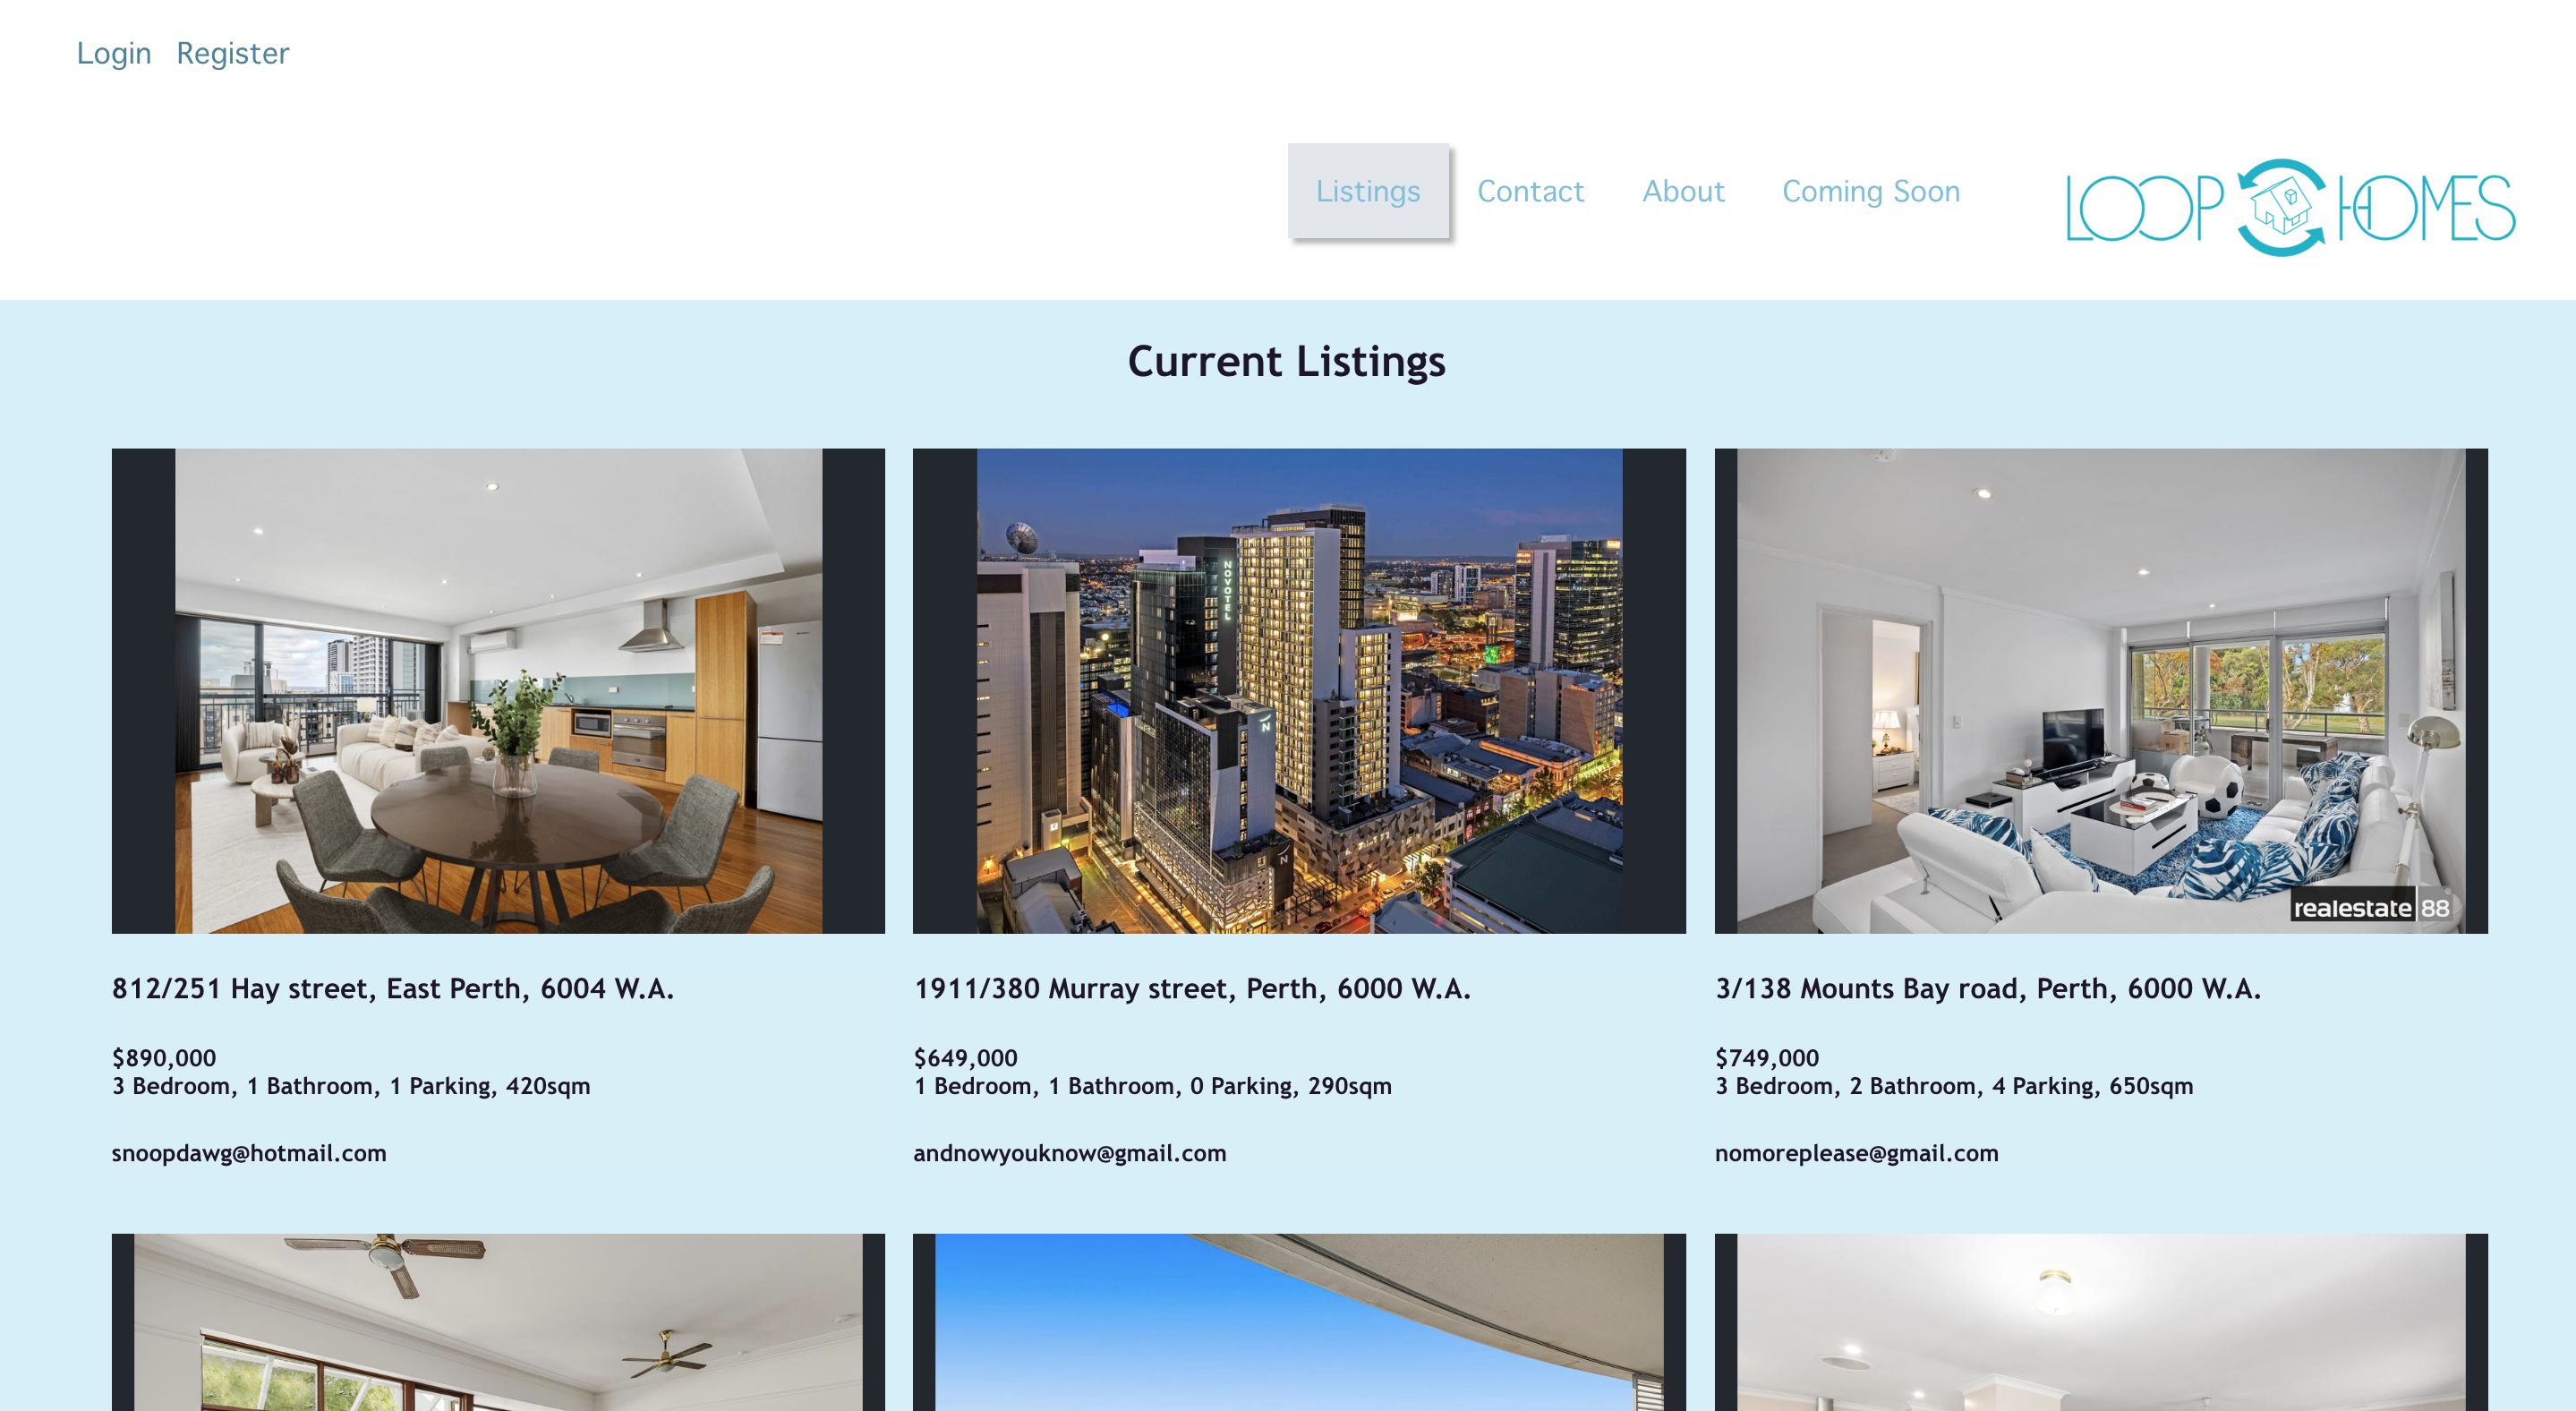 Login Register
Listings Contact About Coming Soon
LOOP HOMES
Current Listings
NOVOTEL
N
N
realestate 88
812/251 Hay street, East Perth, 6004 W.A.
1911/380 Murray street, Perth, 6000 W.A.
3/138 Mounts Bay road, Perth, 6000 W.A.
$890,000
$649,000
$749,000
3 Bedroom, 1 Bathroom, 1 Parking, 420sqm
1 Bedroom, 1 Bathroom, 0 Parking, 290sqm
3 Bedroom, 2 Bathroom, 4 Parking, 650sqm
snoopdawg@hotmail.com
andnowyouknow@gmail.com
nomoreplease@gmail.com